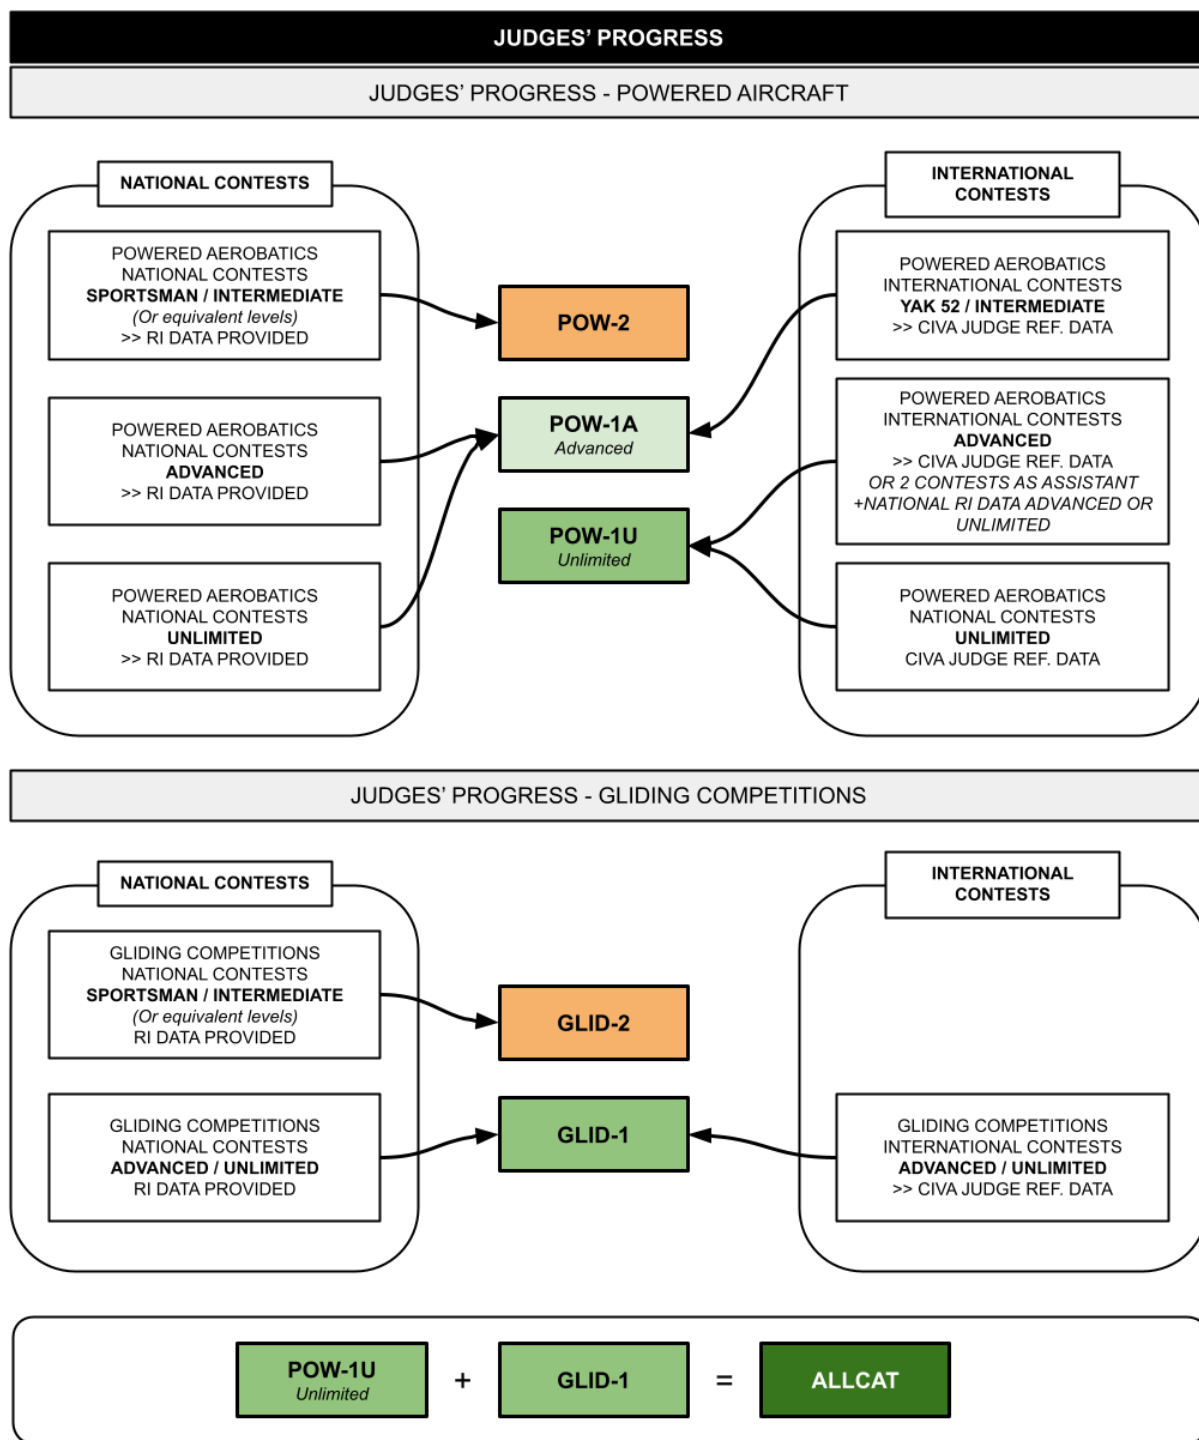 JUDGES’ PROGRESS
JUDGES’ PROGRESS - POWERED AIRCRAFT
NATIONAL CONTESTS
POWERED AEROBATICS
NATIONAL CONTESTS
SPORTSMAN / INTERMEDIATE
(Or equivalent levels)
>> RI DATA PROVIDED
POWERED AEROBATICS
NATIONAL CONTESTS
ADVANCED
>> RI DATA PROVIDED
POWERED AEROBATICS
NATIONAL CONTESTS
UNLIMITED
>> RI DATA PROVIDED
POW-2
POW-1A
Advanced
POW-1U
Unlimited
INTERNATIONAL
CONTESTS
POWERED AEROBATICS
INTERNATIONAL CONTESTS
YAK 52 / INTERMEDIATE
>> CIVA JUDGE REF. DATA
POWERED AEROBATICS
INTERNATIONAL CONTESTS
ADVANCED
>> CIVA JUDGE REF. DATA
OR 2 CONTESTS AS ASSISTANT
+NATIONAL RI DATA ADVANCED OR
UNLIMITED
POWERED AEROBATICS
NATIONAL CONTESTS
UNLIMITED
CIVA JUDGE REF. DATA
JUDGES’ PROGRESS - GLIDING COMPETITIONS
NATIONAL CONTESTS
GLIDING COMPETITIONS
NATIONAL CONTESTS
SPORTSMAN / INTERMEDIATE
(Or equivalent levels)
RI DATA PROVIDED
GLIDING COMPETITIONS
NATIONAL CONTESTS
ADVANCED / UNLIMITED
RI DATA PROVIDED
GLID-2
GLID-1
INTERNATIONAL
CONTESTS
GLIDING COMPETITIONS
INTERNATIONAL CONTESTS
ADVANCED / UNLIMITED
>> CIVA JUDGE REF. DATA
POW-1U
Unlimited
+
GLID-1
=
ALLCAT